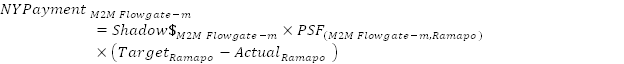 NYPayment M2M Flowgate-m
= Shadow$M2M Flowgate-m × PSF(M2M Flowgate-m,Ramapo)
× (TargetRamapo − ActualRamapo)